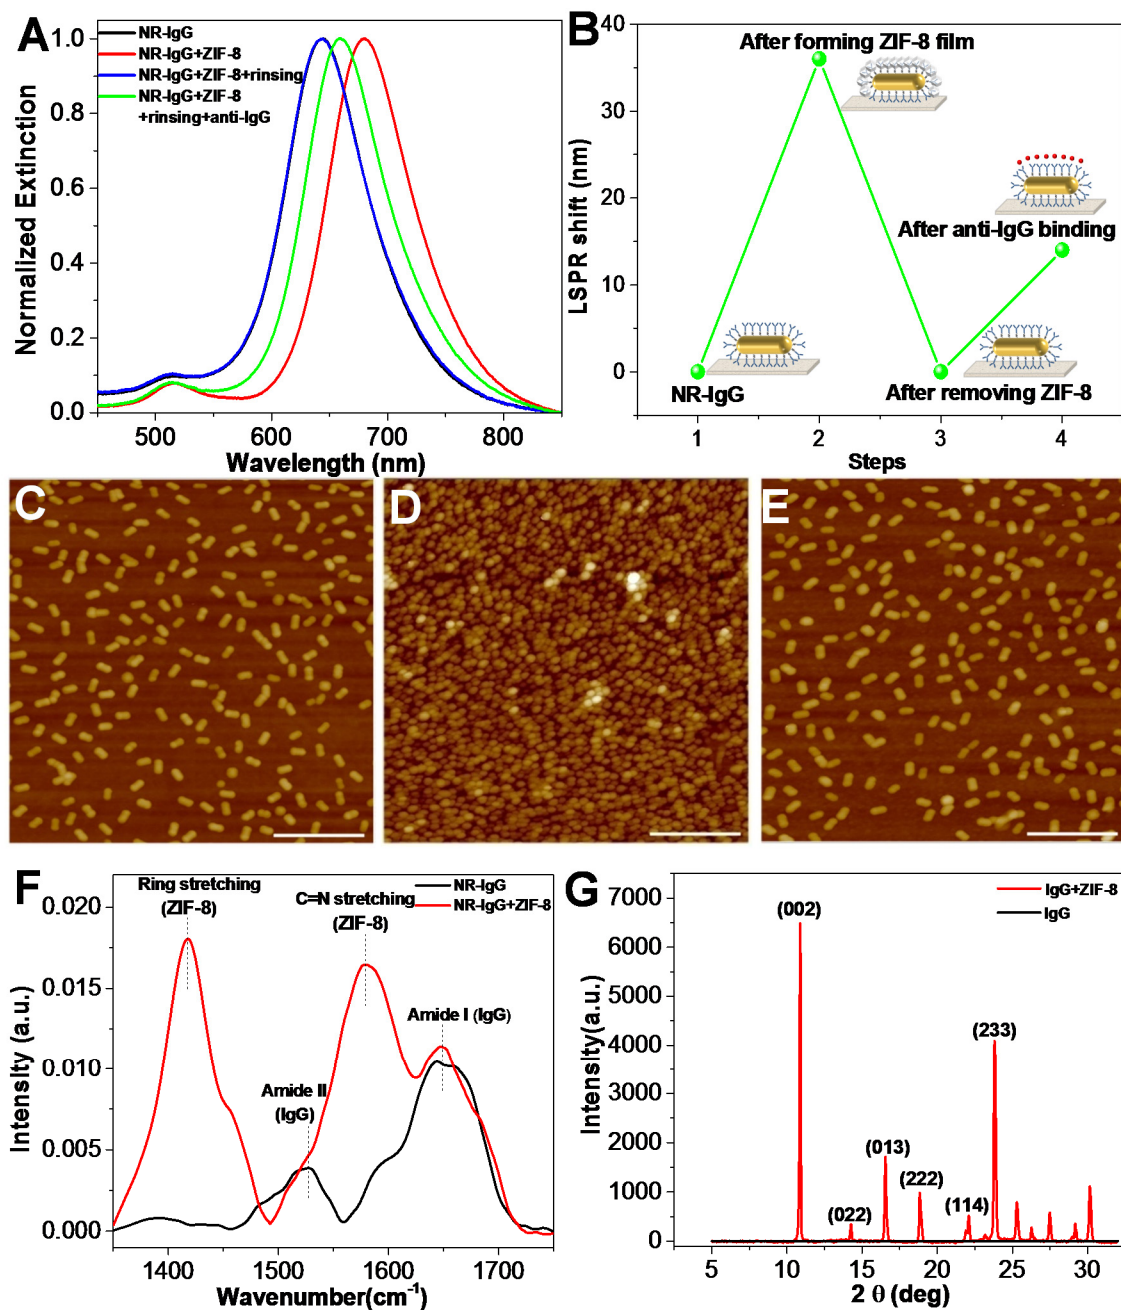 A
NR-IgG
NR-IgG+ZIF-8
NR-IgG+ZIF-8+rinsing
NR-IgG+ZIF-8
+rinsing+anti-IgG
Normalized Extinction
1.0
0.8
0.6
0.4
0.2
0.0
500
600
700
800
Wavelength (nm)
B
LSPR shift (nm)
40
30
20
10
0
After forming ZIF-8 film
After anti-IgG binding
NR-IgG
After removing ZIF-8
1
2
3
4
Steps
C
D
E
F
Ring stretching
(ZIF-8)
C=N stretching
(ZIF-8)
NR-IgG
NR-IgG+ZIF-8
Amide I (IgG)
Amide II
(IgG)
Intensity (a.u.)
0.020
0.015
0.010
0.005
0.000
1400
1500
1600
1700
Wavenumber(cm⁻¹)
G
IgG+ZIF-8
IgG
Intensity(a.u.)
7000
6000
5000
4000
3000
2000
1000
0
(002)
(022)
(013)
(222)
(114)
(233)
5
10
15
20
25
30
2 θ (deg)